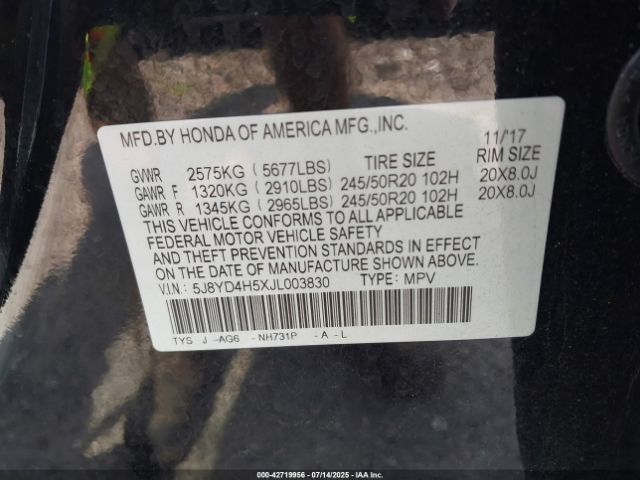 MFD.BY HONDA OF AMERICA MFG.,INC. 11/'17
GVWR 2575KG (5677LBS) TIRE SIZE RIM SIZE
GAWR F 1320KG (2910LBS) 245/50R20 102H 20X8.0J
GAWR R 1345KG (2965LBS) 245/50R20 102H 20X8.0J
THIS VEHICLE CONFORMS TO ALL APPLICABLE
FEDERAL MOTOR VEHICLE SAFETY
AND THEFT PREVENTION STANDARDS IN EFFECT
ON THE DATE OF MANUFACTURE SHOWN ABOVE.
V.I.N: 5J8YD4H5XJL003830 TYPE: MPV
TYS J -AG6 -NH731P -A -L
000-42719956 | 07/14/2025 | IAA Inc.